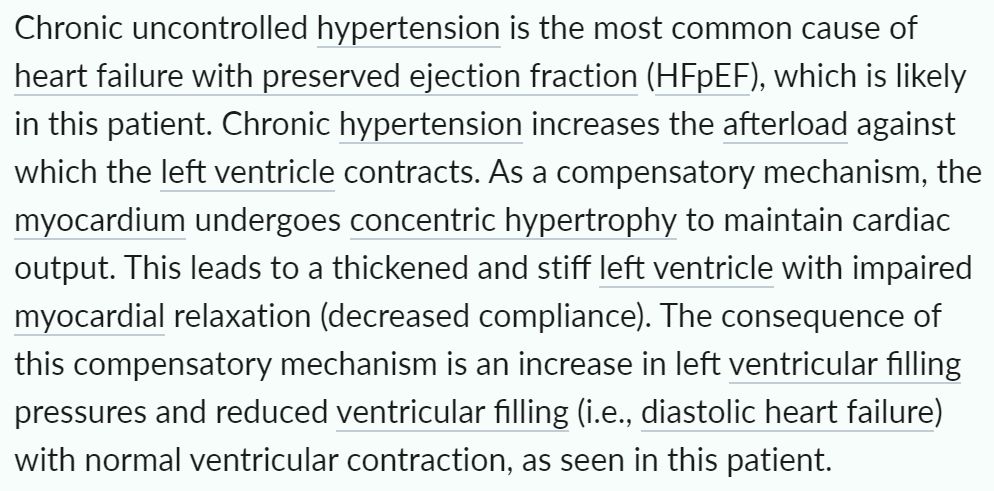 Chronic uncontrolled hypertension is the most common cause of
heart failure with preserved ejection fraction (HFpEF), which is likely
in this patient. Chronic hypertension increases the afterload against
which the left ventricle contracts. As a compensatory mechanism, the
myocardium undergoes concentric hypertrophy to maintain cardiac
output. This leads to a thickened and stiff left ventricle with impaired
myocardial relaxation (decreased compliance). The consequence of
this compensatory mechanism is an increase in left ventricular filling
pressures and reduced ventricular filling (i.e., diastolic heart failure)
with normal ventricular contraction, as seen in this patient.